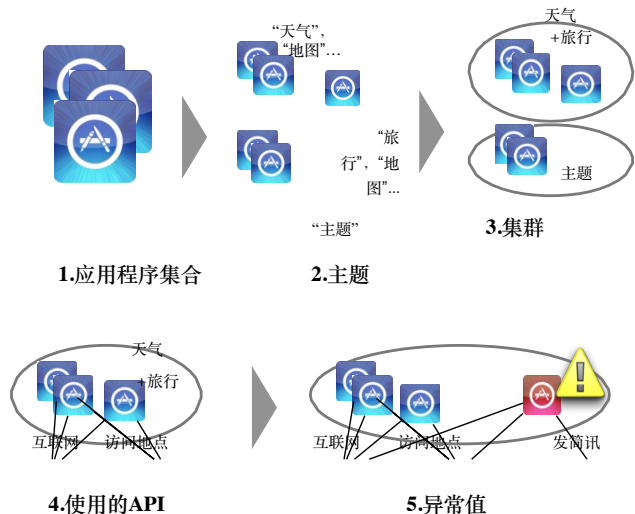 “天气”，
“地图”...
“旅
行”，“地
图”...
“主题”
天气
+旅行
主题
1.应用程序集合
2.主题
3.集群
天气
+旅行
互联网
访问地点
互联网
访问地点
发简讯
4.使用的API
5.异常值